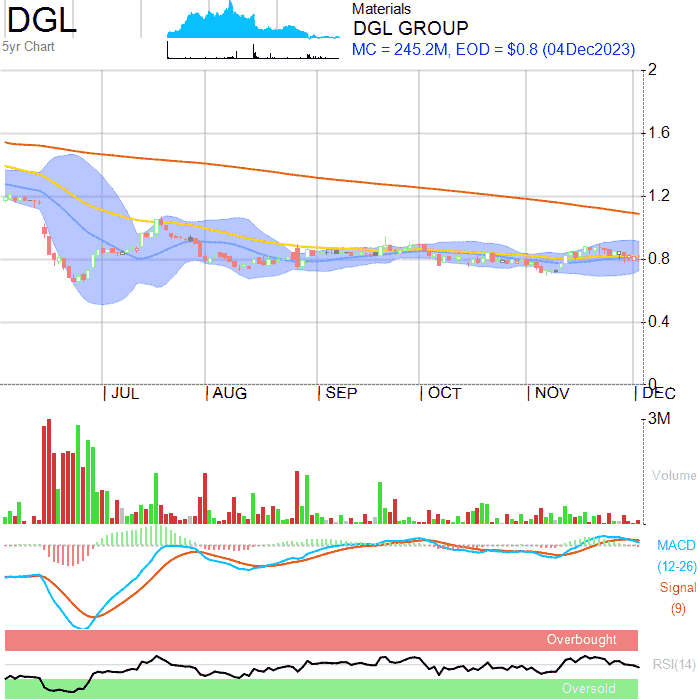 DGL
5yr Chart
Materials
DGL GROUP
MC = 245.2M, EOD = $0.8 (04Dec2023)
2
1.6
1.2
0.8
0.4
0
JUL AUG SEP OCT NOV DEC
3M
Volume
MACD
(12-26)
Signal
(9)
Overbought
RSI(14)
Oversold